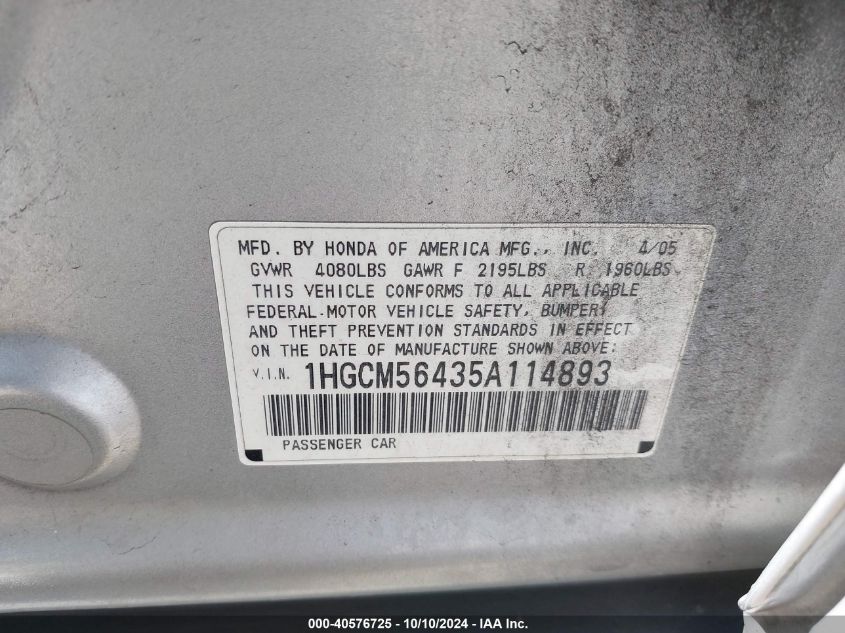 MFD. BY HONDA OF AMERICA MFG., INC. 4/05
GVWR 4080LBS GAWR F 2195LBS R 1960LBS
THIS VEHICLE CONFORMS TO ALL APPLICABLE
FEDERAL MOTOR VEHICLE SAFETY, BUMPER,
AND THEFT PREVENTION STANDARDS IN EFFECT
ON THE DATE OF MANUFACTURE SHOWN ABOVE:
V.I.N. 1HGCM56435A114893
PASSENGER CAR
000-40576725 - 10/10/2024 - IAA Inc.